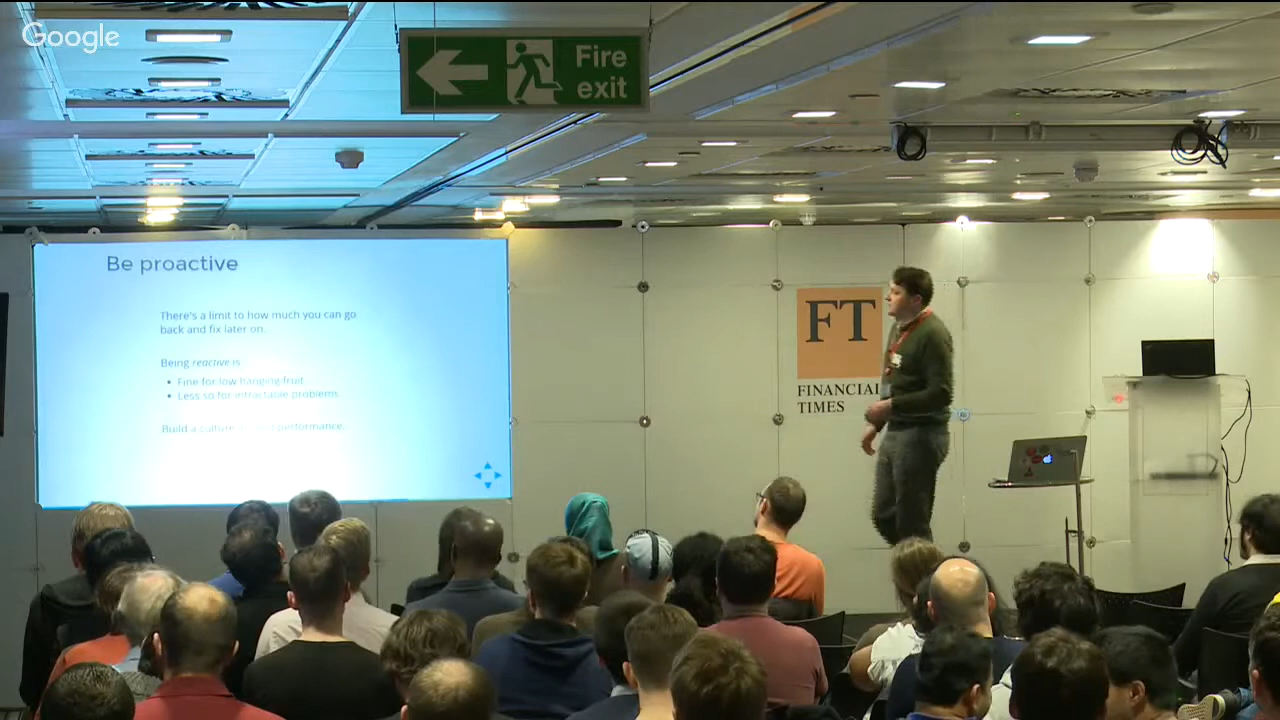 Google
Fire
exit
Be proactive
There's a limit to how much you can go
back and fix later on.
Being reactive is
Fine for low hanging fruit
Less so for intractable problems
Build a culture performance.
FT
FINANCIAL
TIMES